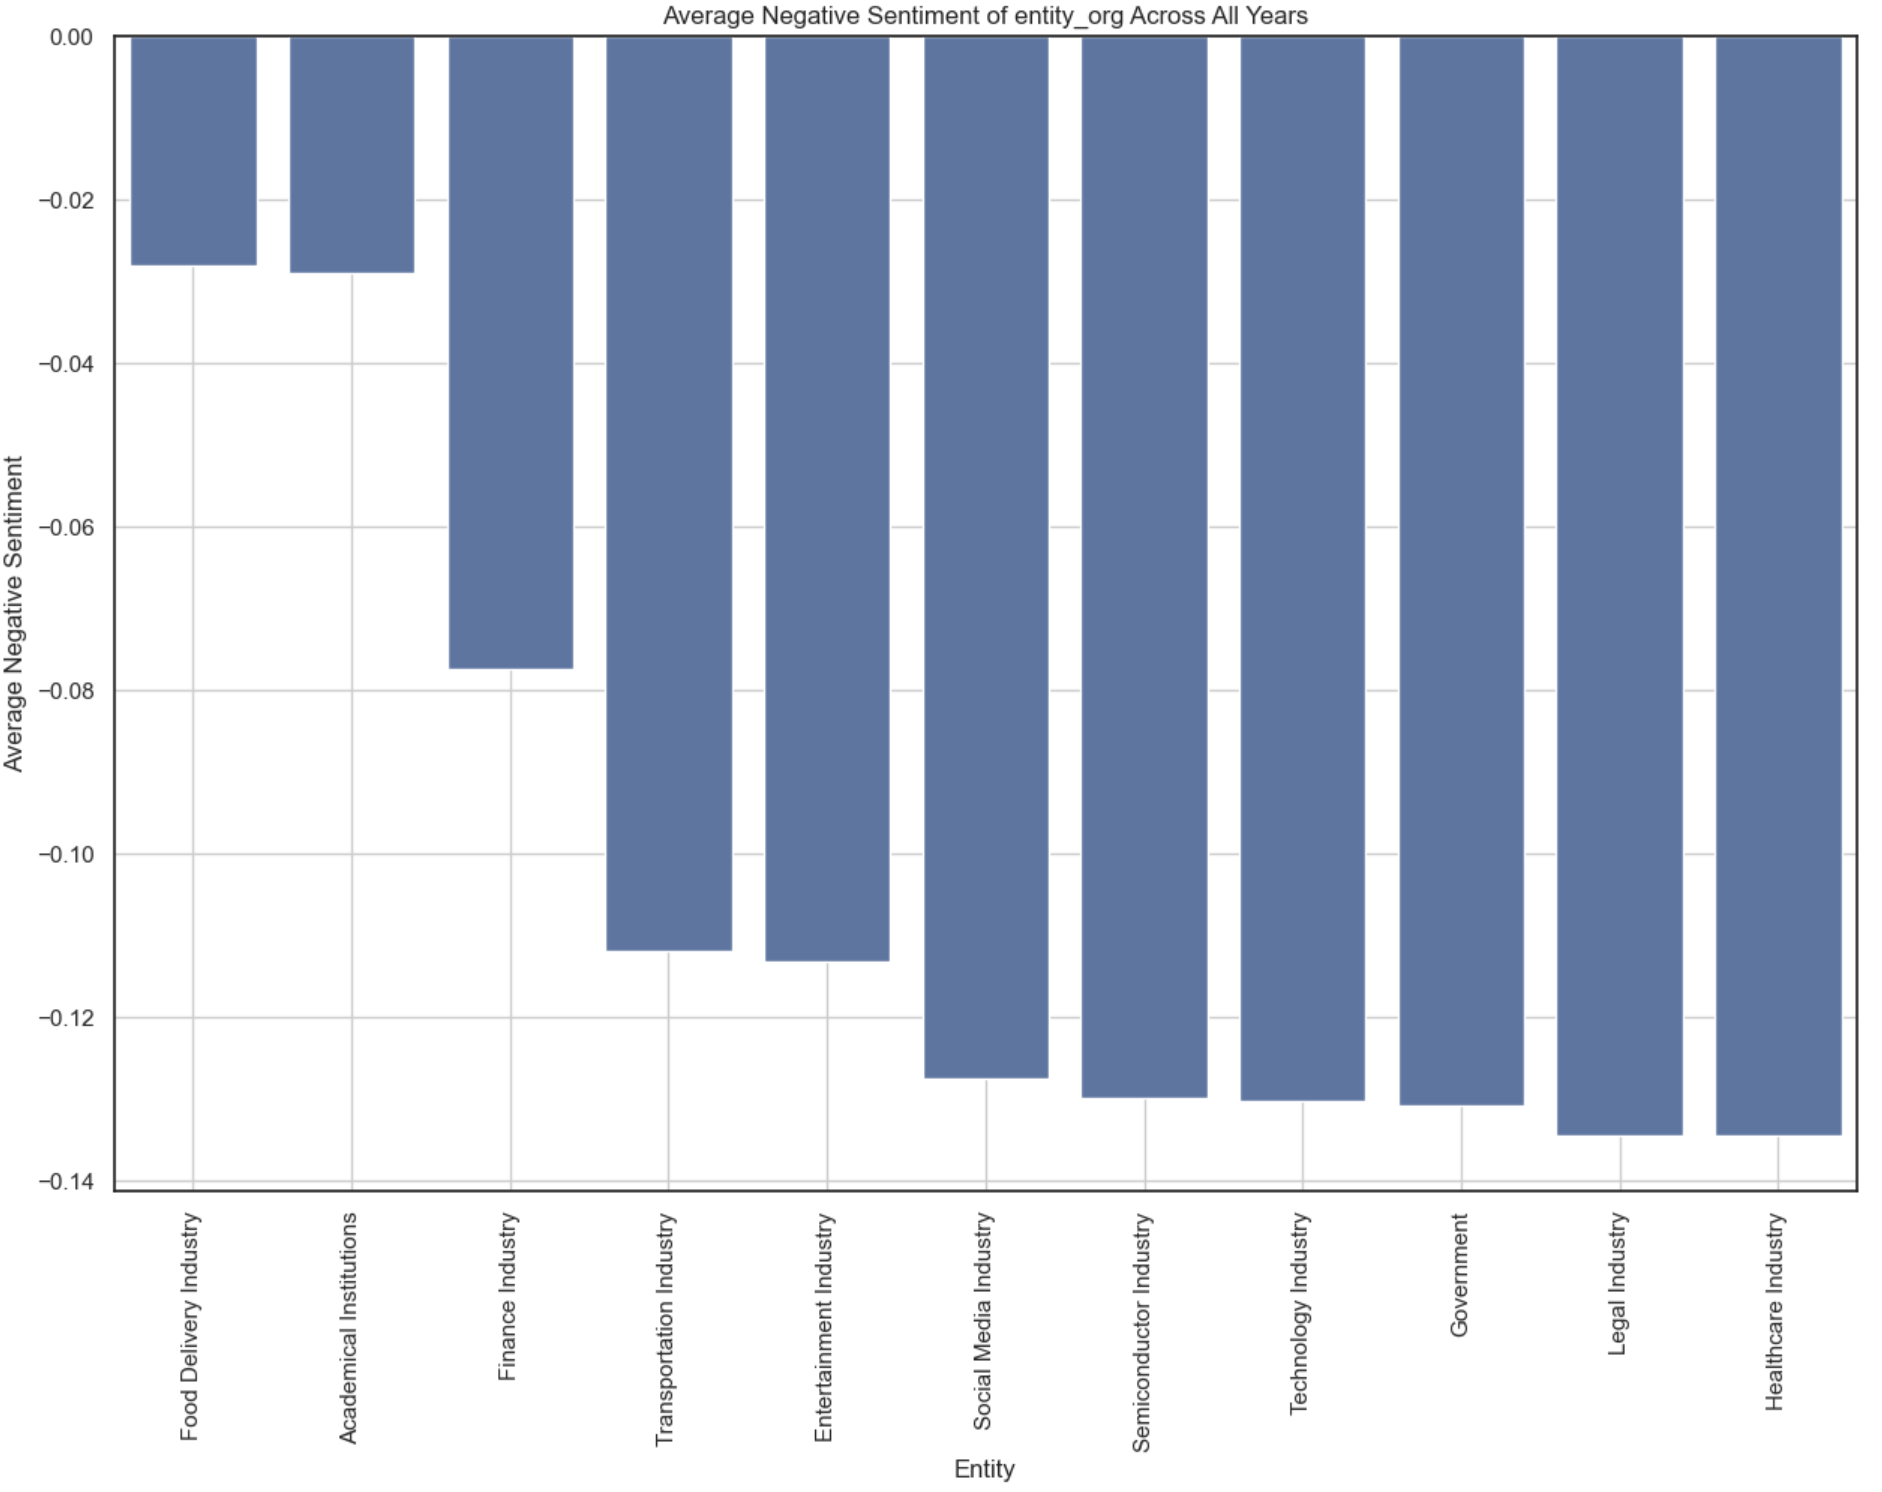 Average Negative Sentiment of entity_org Across All Years
0.00
−0.02
−0.04
−0.06
−0.08
−0.10
−0.12
−0.14
Average Negative Sentiment
Food Delivery Industry
Academical Institutions
Finance Industry
Transportation Industry
Entertainment Industry
Social Media Industry
Semiconductor Industry
Technology Industry
Government
Legal Industry
Healthcare Industry
Entity